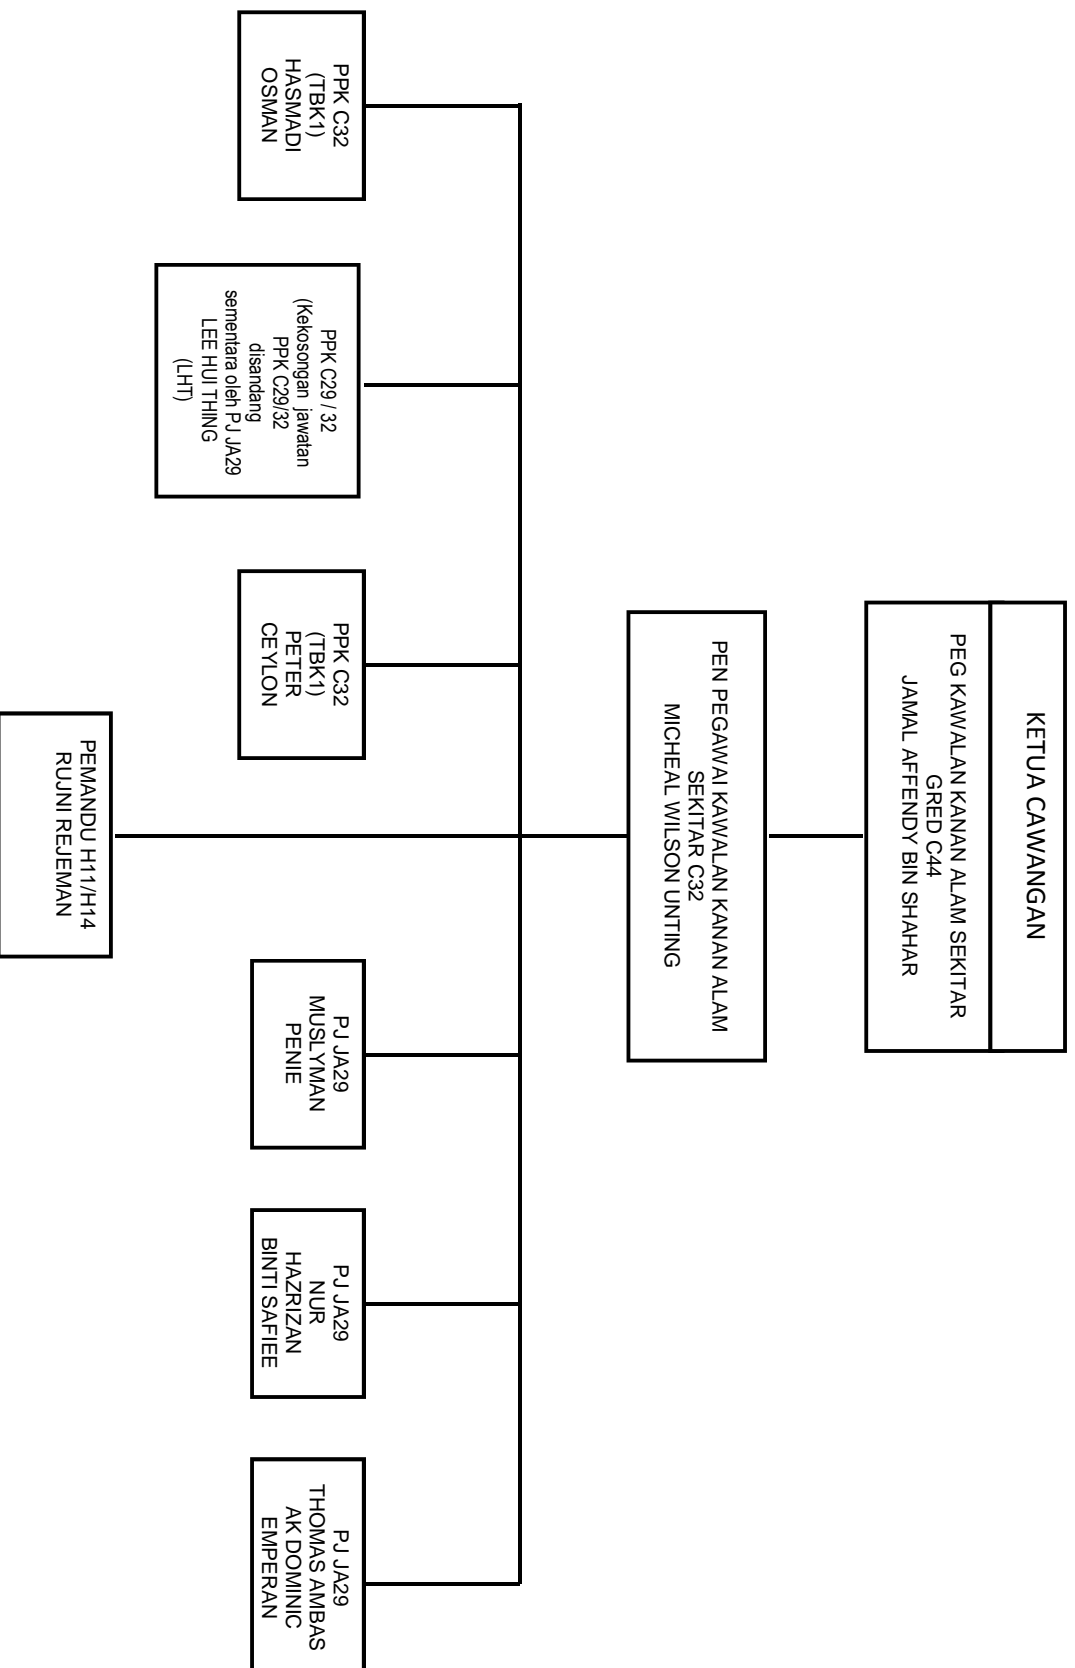 KETUA CAWANGAN
PEG KAWALAN KANAN ALAM SEKITAR
GRED C44
JAMAL AFFENDY BIN SHAHAR
PEN PEGAWAI KAWALAN KANAN ALAM
SEKITAR C32
MICHEAL WILSON UNTING
PPK C32
(TBK1)
HASMADI
OSMAN
PPK C29 / 32
(Kekosongan jawatan
PPK C29/32
disandang
sementara oleh PJ JA29
LEE HUI THING
(LHT)
PPK C32
(TBK1)
PETER
CEYLON
PJ JA29
MUSLYMAN
PENIE
PJ JA29
NUR
HAZRIZAN
BINTI SAFIEE
PJ JA29
THOMAS AMBAS
AK DOMINIC
EMPERAN
PEMANDU H11/H14
RUJNI REJEMAN